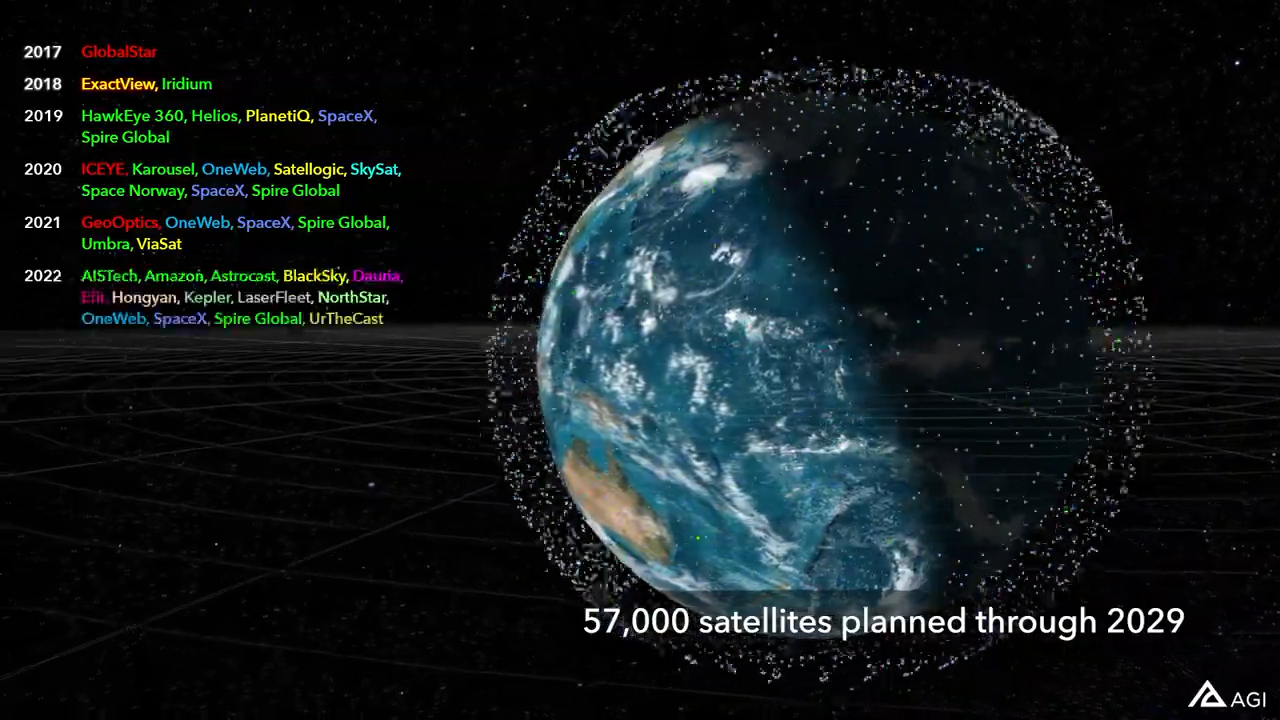 2017 GlobalStar
2018 ExactView, Iridium
2019 HawkEye 360, Helios, PlanetiQ, SpaceX,
Spire Global
2020 ICEYE, Karousel, OneWeb, Satellogic, SkySat,
Space Norway, SpaceX, Spire Global
2021 GeoOptics, OneWeb, SpaceX, Spire Global,
Umbra, ViaSat
2022 AISTech, Amazon, Astrocast, BlackSky, Dauria,
Hongyan, Kepler, LaserFleet, NorthStar,
OneWeb, SpaceX, Spire Global, UrTheCast
57,000 satellites planned through 2029
AGI